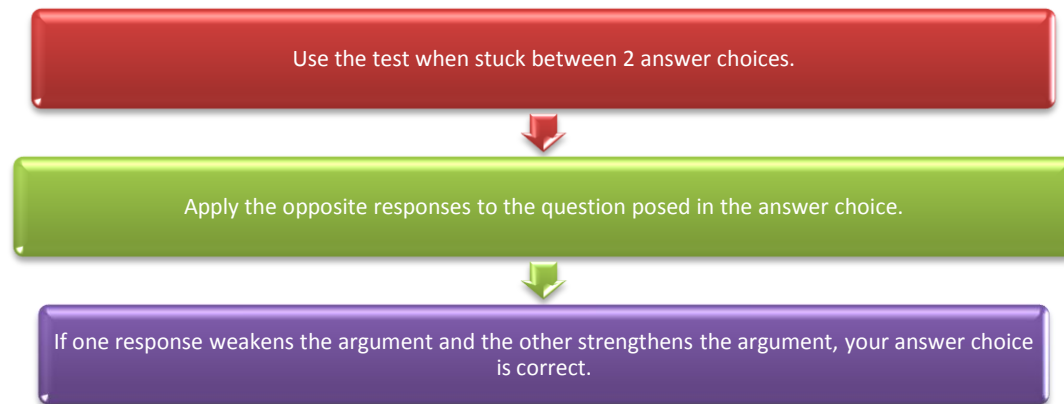 Use the test when stuck between 2 answer choices.
Apply the opposite responses to the question posed in the answer choice.
If one response weakens the argument and the other strengthens the argument, your answer choice
is correct.